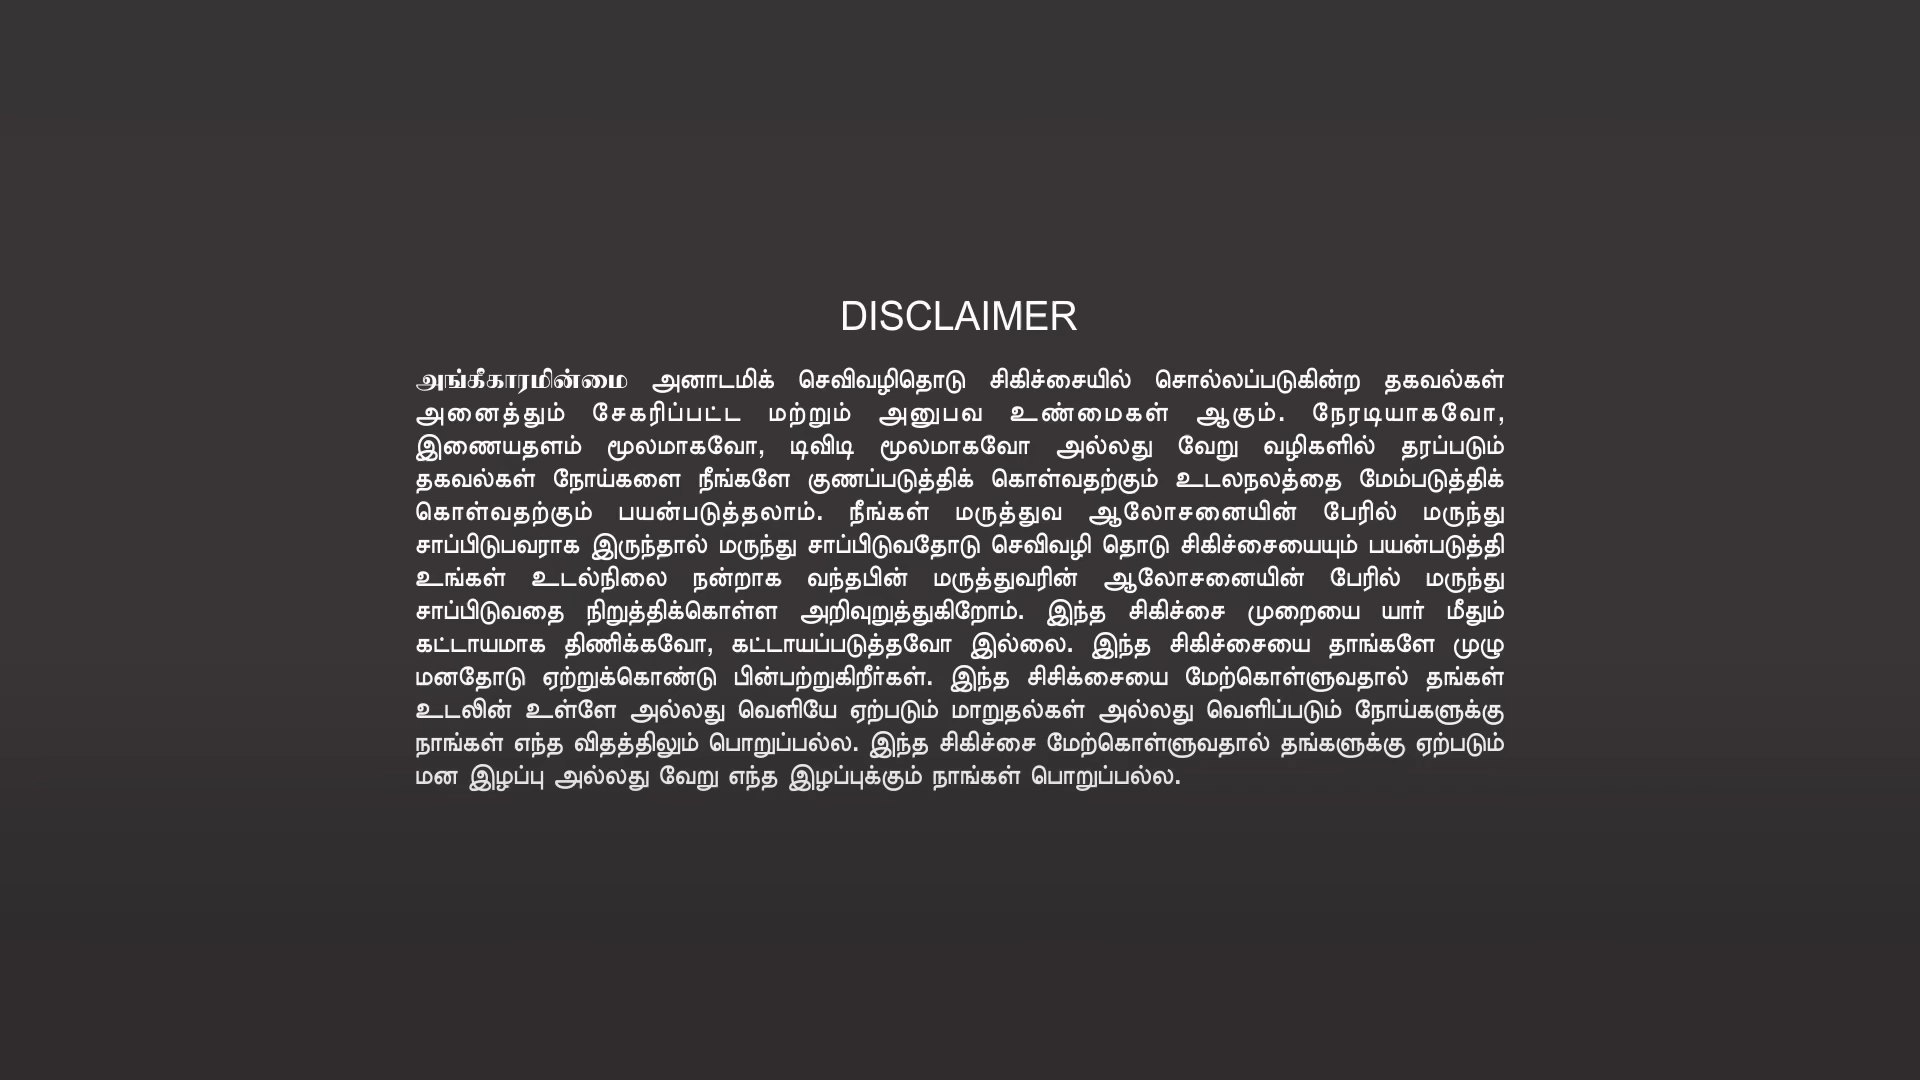 DISCLAIMER
அங்கீகாரமின்மை அனாடமிக் செவிவழிதொடு சிகிச்சையில் சொல்லப்படுகின்ற தகவல்கள்
அனைத்தும் சேகரிப்பட்ட மற்றும் அனுபவ உண்மைகள் ஆகும். நேரடியாகவோ,
இணையதளம் மூலமாகவோ, டிவிடி மூலமாகவோ அல்லது வேறு வழிகளில் தரப்படும்
தகவல்கள் நோய்களை நீங்களே குணப்படுத்திக் கொள்வதற்கும் உடலநலத்தை மேம்படுத்திக்
கொள்வதற்கும் பயன்படுத்தலாம். நீங்கள் மருத்துவ ஆலோசனையின் பேரில் மருந்து
சாப்பிடுபவராக இருந்தால் மருந்து சாப்பிடுவதோடு செவிவழி தொடு சிகிச்சையையும் பயன்படுத்தி
உங்கள் உடல்நிலை நன்றாக வந்தபின் மருத்துவரின் ஆலோசனையின் பேரில் மருந்து
சாப்பிடுவதை நிறுத்திக்கொள்ள அறிவுறுத்துகிறோம். இந்த சிகிச்சை முறையை யார் மீதும்
கட்டாயமாக திணிக்கவோ, கட்டாயப்படுத்தவோ இல்லை. இந்த சிகிச்சையை தாங்களே முழு
மனதோடு ஏற்றுக்கொண்டு பின்பற்றுகிறீர்கள். இந்த சிசிக்சையை மேற்கொள்ளுவதால் தங்கள்
உடலின் உள்ளே அல்லது வெளியே ஏற்படும் மாறுதல்கள் அல்லது வெளிப்படும் நோய்களுக்கு
நாங்கள் எந்த விதத்திலும் பொறுப்பல்ல. இந்த சிகிச்சை மேற்கொள்ளுவதால் தங்களுக்கு ஏற்படும்
மன இழப்பு அல்லது வேறு எந்த இழப்புக்கும் நாங்கள் பொறுப்பல்ல.